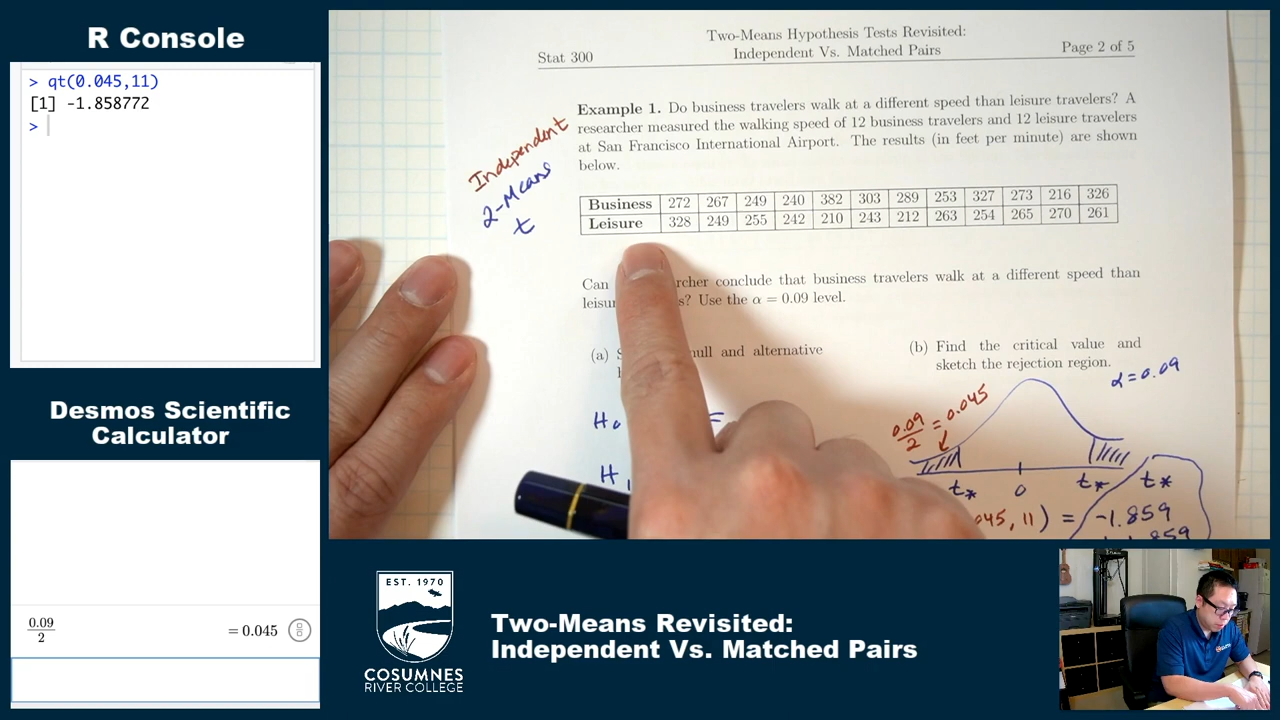 R Console
> qt(0.045,11)
[1] -1.858772
>
Desmos Scientific
Calculator
0.09
2
= 0.045
Two-Means Hypothesis Tests Revisited:
Stat 300
Independent Vs. Matched Pairs
Page 2 of 5
Independent
2-Means
t
Example 1. Do business travelers walk at a different speed than leisure travelers? A
researcher measured the walking speed of 12 business travelers and 12 leisure travelers
at San Francisco International Airport. The results (in feet per minute) are shown
below.
Business 272 267 249 240 382 303 289 253 327 273 216 326
Leisure 328 249 255 242 210 243 212 263 254 265 270 261
Can rcher conclude that business travelers walk at a different speed than
leisur s? Use the α = 0.09 level.
(a) null and alternative
(b) Find the critical value and
sketch the rejection region.
α = 0.09
H₀ =
H₁
0.09
2
= 0.045
t* 0 t* t*
045, 11) = -1.859
EST. 1970
COSUMNES
RIVER COLLEGE
Two-Means Revisited:
Independent Vs. Matched Pairs